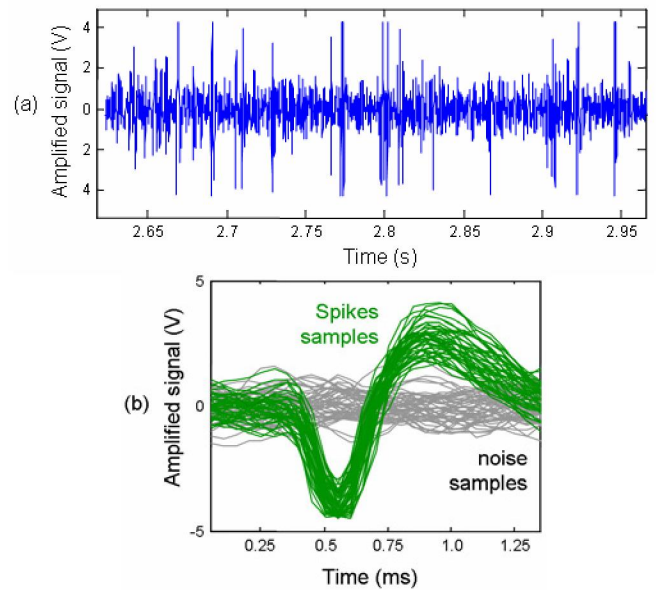 (a)
Amplified signal (V)
4
2
0
2
4
2.65 2.7 2.75 2.8 2.85 2.9 2.95
Time (s)
(b)
Amplified signal (V)
5
0
-5
Spikes
samples
noise
samples
0.25 0.5 0.75 1.0 1.25
Time (ms)